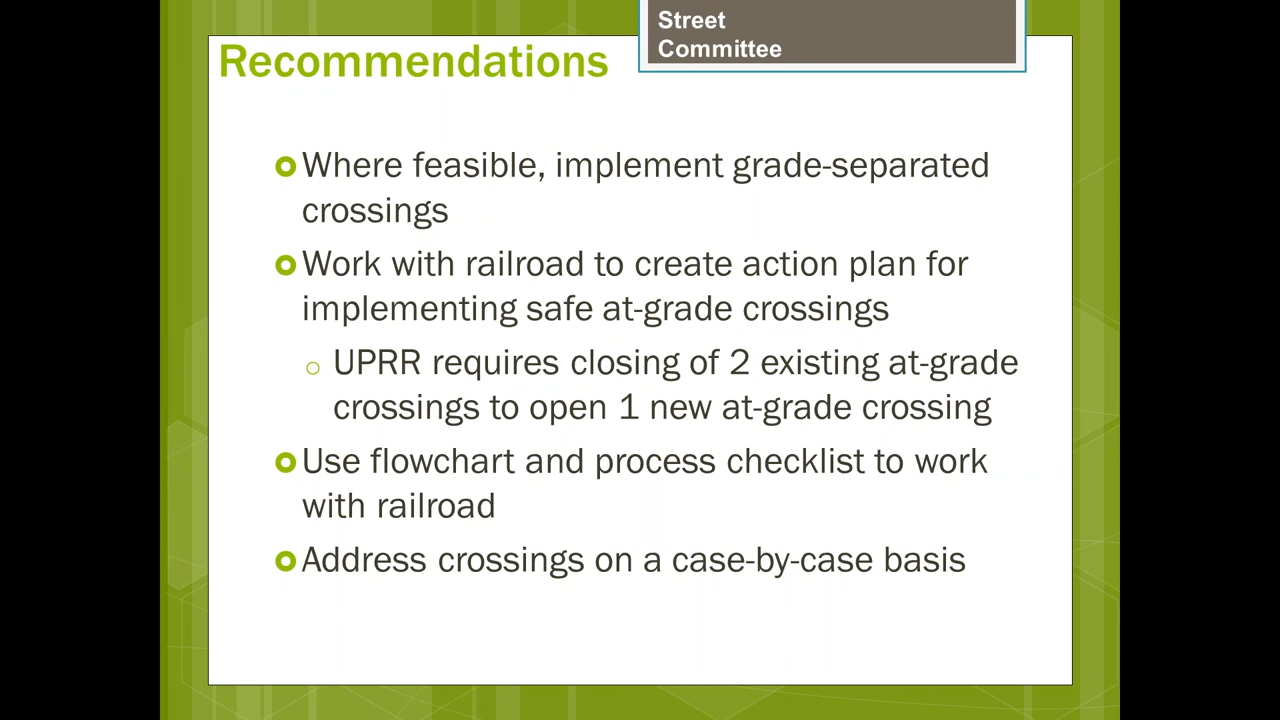 Street
Committee
Recommendations
Where feasible, implement grade-separated
crossings
Work with railroad to create action plan for
implementing safe at-grade crossings
UPRR requires closing of 2 existing at-grade
crossings to open 1 new at-grade crossing
Use flowchart and process checklist to work
with railroad
Address crossings on a case-by-case basis